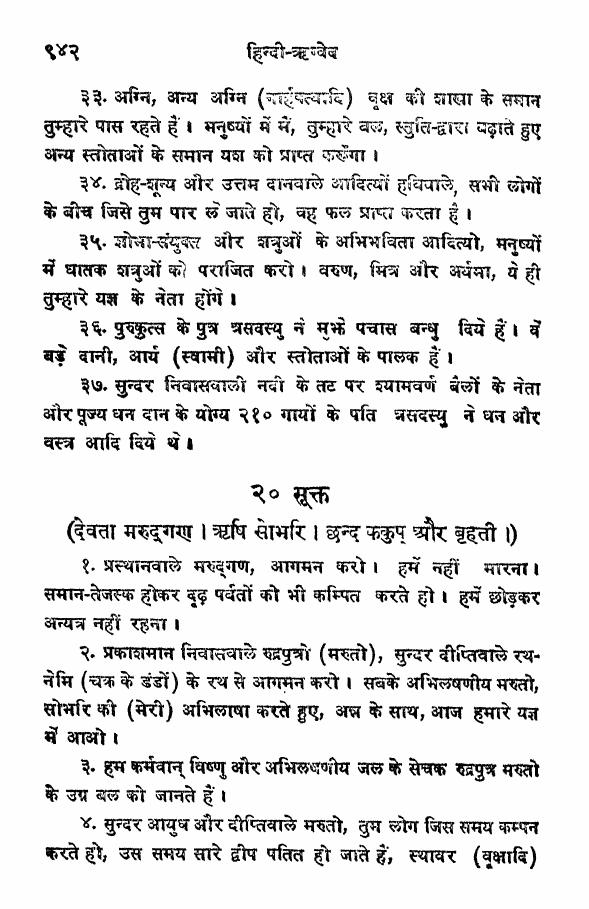 ९४२ हिन्दी-ऋग्वेद
३३. अग्नि, अन्य अग्नि (गार्हपत्यादि) वृक्ष की शाखा के समान
तुम्हारे पास रहते हैं। मनुष्यों में मैं, तुम्हारे बल, स्तुति-द्वारा बढ़ाते हुए
अन्य स्तोताओं के समान यश को प्राप्त करूँगा।
३४. द्रोह-शून्य और उत्तम दानवाले आदित्यों हविवाले, सभी लोगों
के बीच जिसे तुम पार ले जाते हो, वह फल प्राप्त करता है।
३५. शोभा-संयुक्त और शत्रुओं के अभिभविता आदित्यो, मनुष्यों
में घातक शत्रुओं को पराजित करो। वरुण, मित्र और अर्यमा, ये ही
तुम्हारे यज्ञ के नेता होंगे।
३६. पुरुकुत्स के पुत्र त्रसदस्यु ने मुझे पचास बन्धु दिये हैं। वे
बड़े दानी, आर्य (स्वामी) और स्तोताओं के पालक हैं।
३७. सुन्दर निवासवाली नदी के तट पर श्यामवर्ण बैलों के नेता
और पूज्य धन दान के योग्य २१० गायों के पति त्रसदस्यु ने धन और
वस्त्र आदि दिये थे।
२० सूक्त
(देवता मरुद्गण। ऋषि सोभरि। छन्द ककुप् और बृहती।)
१. प्रस्थानवाले मरुद्गण, आगमन करो। हमें नहीं मारना।
समान-तेजस्क होकर दृढ़ पर्वतों को भी कम्पित करते हो। हमें छोड़कर
अन्यत्र नहीं रहना।
२. प्रकाशमान निवासवाले रुद्रपुत्रो (मरुतो), सुन्दर दीप्तिवाले रथ-
नेमि (चक्र के डंडों) के रथ से आगमन करो। सबके अभिलषणीय मरुतो,
सोभरि की (मेरी) अभिलाषा करते हुए, अन्न के साथ, आज हमारे यज्ञ
में आओ।
३. हम कर्मवान् विष्णु और अभिलषणीय जल के सेचक रुद्रपुत्र मरुतो
के उग्र बल को जानते हैं।
४. सुन्दर आयुध और दीप्तिवाले मरुतो, तुम लोग जिस समय कम्पन
करते हो, उस समय सारे द्वीप पतित हो जाते हैं, स्थावर (वृक्षादि)